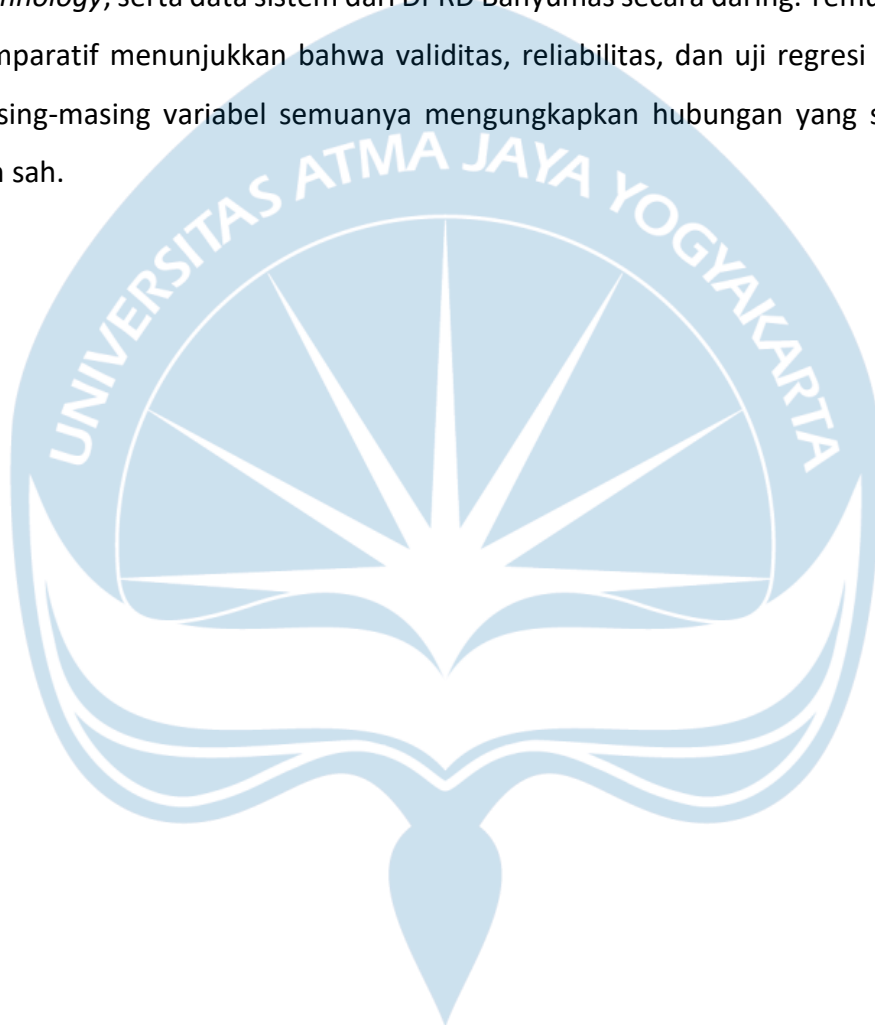 hnology, serta data sistem dari DPRD Banyumas secara daring. Temu
mparatif menunjukkan bahwa validitas, reliabilitas, dan uji regresi
sing-masing variabel semuanya mengungkapkan hubungan yang s
n sah.
UNIVERSITAS ATMA JAYA YOGYAKARTA